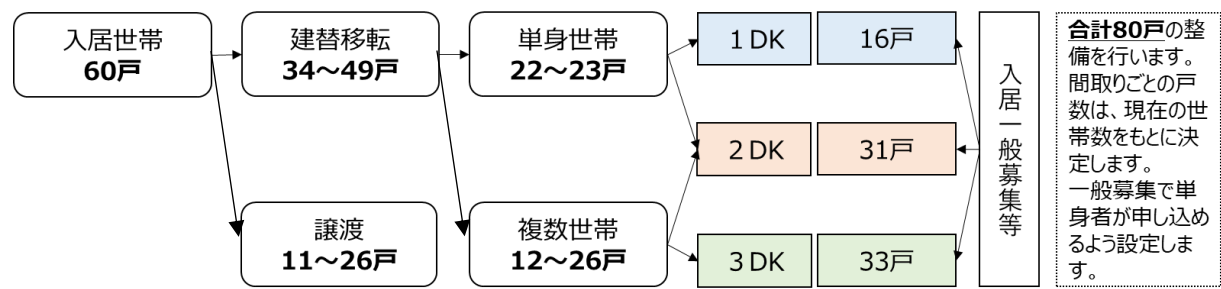 入居世帯
60戸
建替移転
34～49戸
譲渡
11～26戸
単身世帯
22～23戸
複数世帯
12～26戸
１DK
16戸
２DK
31戸
３DK
33戸
入居一般募集等
合計80戸の整
備を行います。
間取りごとの戸
数は、現在の世
帯数をもとに決
定します。
一般募集で単
身者が申し込め
るよう設定しま
す。